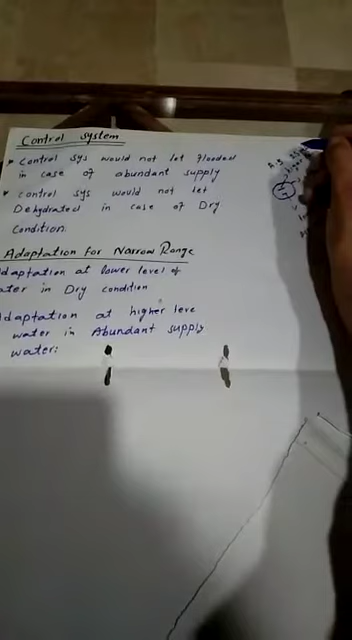 Control system
* Control sys would not let flooded
in case of abundant supply
* control sys would not let
Dehydrated in case of Dry
Condition
Adaptation for Narrow Range
daptation at lower level of
ater in Dry condition
daptation at higher leve
water in Abundant supply
water: